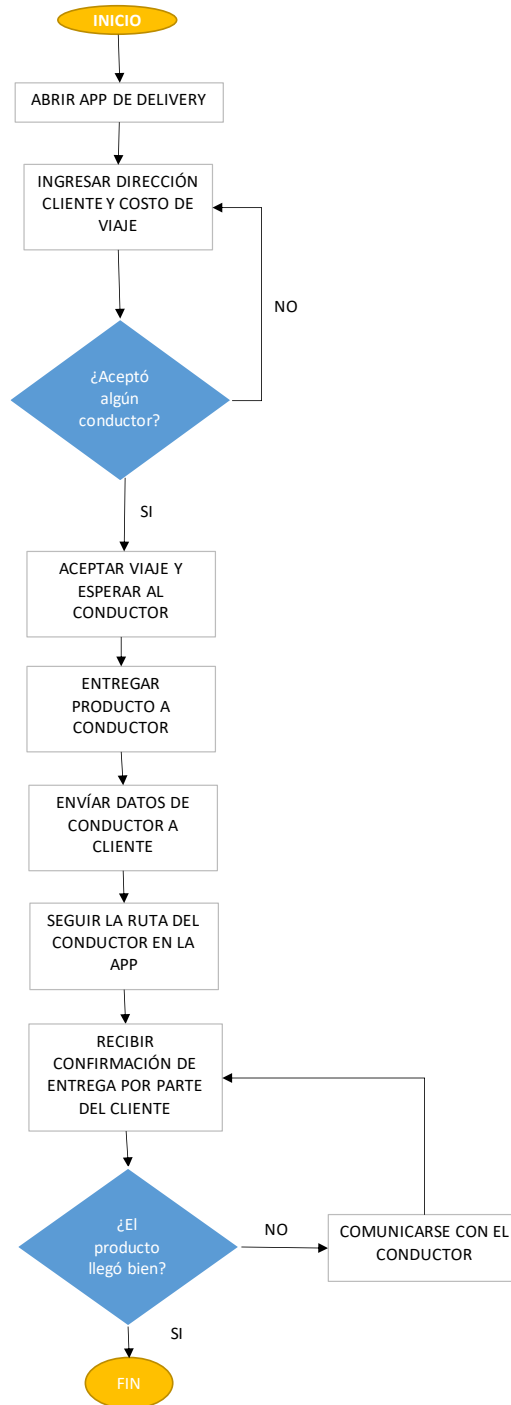 INICIO
ABRIR APP DE DELIVERY
INGRESAR DIRECCIÓN
CLIENTE Y COSTO DE
VIAJE
NO
¿Aceptó
algún
conductor?
SI
ACEPTAR VIAJE Y
ESPERAR AL
CONDUCTOR
ENTREGAR
PRODUCTO A
CONDUCTOR
ENVÍAR DATOS DE
CONDUCTOR A
CLIENTE
SEGUIR LA RUTA DEL
CONDUCTOR EN LA
APP
RECIBIR
CONFIRMACIÓN DE
ENTREGA POR PARTE
DEL CLIENTE
¿El
producto
llegó bien?
NO
COMUNICARSE CON EL
CONDUCTOR
SI
FIN